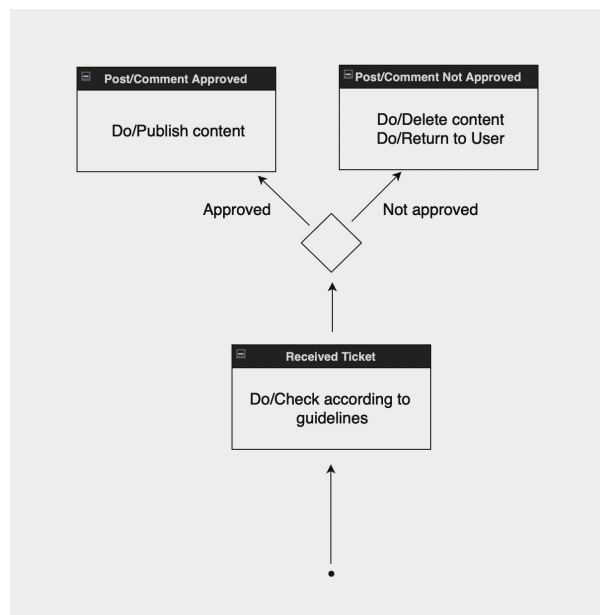 Post/Comment Approved
Do/Publish content
Post/Comment Not Approved
Do/Delete content
Do/Return to User
Approved
Not approved
Received Ticket
Do/Check according to
guidelines